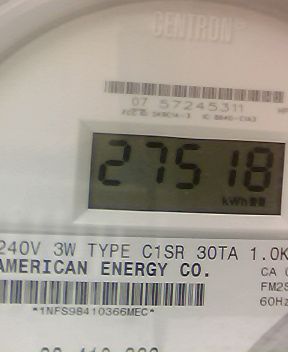 CENTRON
07 57245311
27518
kWh
240V 3W TYPE C1SR 30TA 1.0K
AMERICAN ENERGY CO.
CA
FM2S
60Hz
*1NFS98410366MEC*